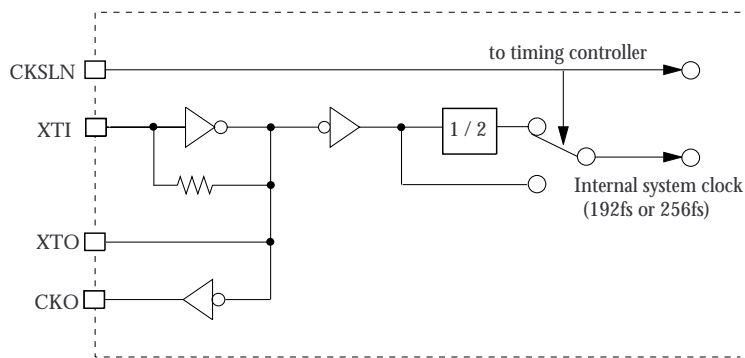 CKSLN
to timing controller
XTI
1 / 2
Internal system clock
(192fs or 256fs)
XTO
CKO